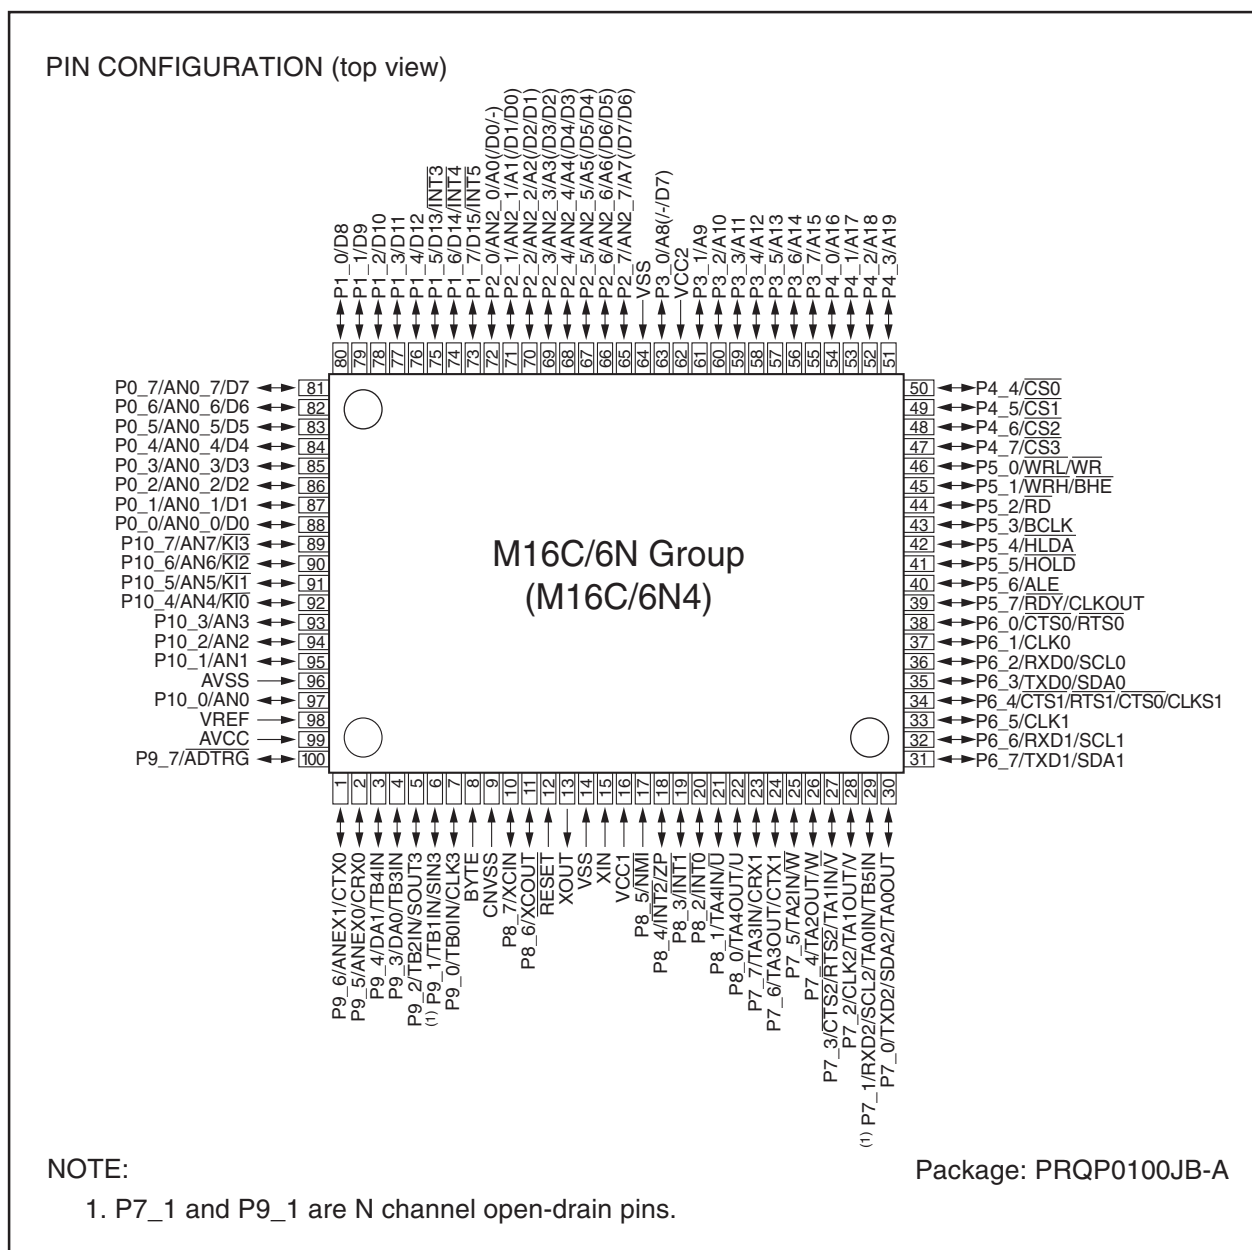 PIN CONFIGURATION (top view)
P1_0/D8
P1_1/D9
P1_2/D10
P1_3/D11
P1_4/D12
P1_5/D13/INT3
P1_6/D14/INT4
P1_7/D15/INT5
P2_0/AN2_0/A0(/D0/-)
P2_1/AN2_1/A1(/D1/D0)
P2_2/AN2_2/A2(/D2/D1)
P2_3/AN2_3/A3(/D3/D2)
P2_4/AN2_4/A4(/D4/D3)
P2_5/AN2_5/A5(/D5/D4)
P2_6/AN2_6/A6(/D6/D5)
P2_7/AN2_7/A7(/D7/D6)
VSS
P3_0/A8(/-/D7)
VCC2
P3_1/A9
P3_2/A10
P3_3/A11
P3_4/A12
P3_5/A13
P3_6/A14
P3_7/A15
P4_0/A16
P4_1/A17
P4_2/A18
P4_3/A19
80 79 78 77 76 75 74 73 72 71 70 69 68 67 66 65 64 63 62 61 60 59 58 57 56 55 54 53 52 51
P0_7/AN0_7/D7 81
P0_6/AN0_6/D6 82
P0_5/AN0_5/D5 83
P0_4/AN0_4/D4 84
P0_3/AN0_3/D3 85
P0_2/AN0_2/D2 86
P0_1/AN0_1/D1 87
P0_0/AN0_0/D0 88
P10_7/AN7/KI3 89
P10_6/AN6/KI2 90
P10_5/AN5/KI1 91
P10_4/AN4/KI0 92
P10_3/AN3 93
P10_2/AN2 94
P10_1/AN1 95
AVSS 96
P10_0/AN0 97
VREF 98
AVCC 99
P9_7/ADTRG 100
M16C/6N Group
(M16C/6N4)
50 P4_4/CS0
49 P4_5/CS1
48 P4_6/CS2
47 P4_7/CS3
46 P5_0/WRL/WR
45 P5_1/WRH/BHE
44 P5_2/RD
43 P5_3/BCLK
42 P5_4/HLDA
41 P5_5/HOLD
40 P5_6/ALE
39 P5_7/RDY/CLKOUT
38 P6_0/CTS0/RTS0
37 P6_1/CLK0
36 P6_2/RXD0/SCL0
35 P6_3/TXD0/SDA0
34 P6_4/CTS1/RTS1/CTS0/CLKS1
33 P6_5/CLK1
32 P6_6/RXD1/SCL1
31 P6_7/TXD1/SDA1
1 2 3 4 5 6 7 8 9 10 11 12 13 14 15 16 17 18 19 20 21 22 23 24 25 26 27 28 29 30
P9_6/ANEX1/CTX0
P9_5/ANEX0/CRX0
P9_4/DA1/TB4IN
P9_3/DA0/TB3IN
P9_2/TB2IN/SOUT3
(1) P9_1/TB1IN/SIN3
P9_0/TB0IN/CLK3
BYTE
CNVSS
P8_7/XCIN
P8_6/XCOUT
RESET
XOUT
VSS
XIN
VCC1
P8_5/NMI
P8_4/INT2/ZP
P8_3/INT1
P8_2/INT0
P8_1/TA4IN/U
P8_0/TA4OUT/U
P7_7/TA3IN/CRX1
P7_6/TA3OUT/CTX1
P7_5/TA2IN/W
P7_4/TA2OUT/W
P7_3/CTS2/RTS2/TA1IN/V
P7_2/CLK2/TA1OUT/V
(1) P7_1/RXD2/SCL2/TA0IN/TB5IN
P7_0/TXD2/SDA2/TA0OUT
NOTE:
1. P7_1 and P9_1 are N channel open-drain pins.
Package: PRQP0100JB-A